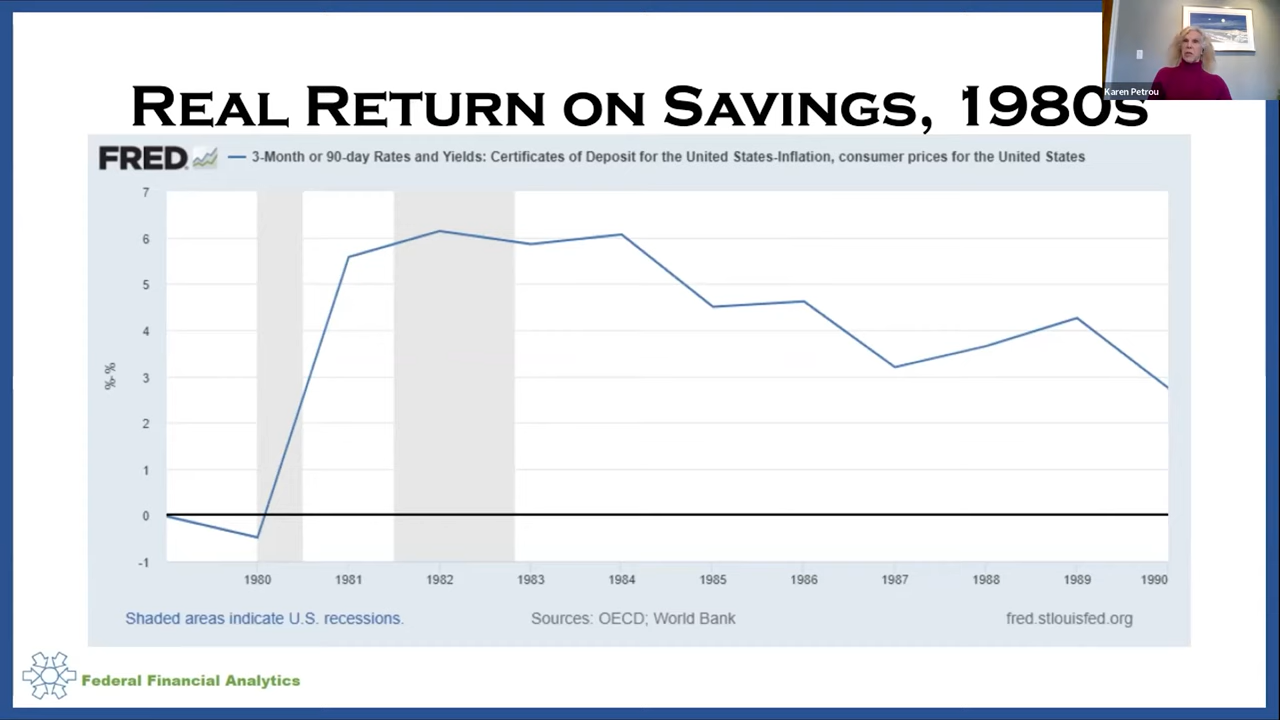 Karen Petrou
REAL RETURN ON SAVINGS, 1980S
FRED
3-Month or 90-day Rates and Yields: Certificates of Deposit for the United States-Inflation, consumer prices for the United States
7
6
5
4
3
2
1
0
-1
%-%
1980 1981 1982 1983 1984 1985 1986 1987 1988 1989 1990
Shaded areas indicate U.S. recessions. Sources: OECD; World Bank fred.stlouisfed.org
Federal Financial Analytics